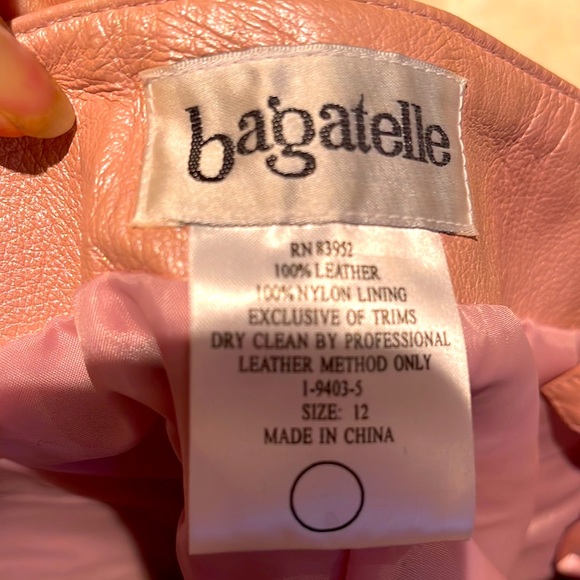 bagatelle
RN 83952
100% LEATHER
100% NYLON LINING
EXCLUSIVE OF TRIMS
DRY CLEAN BY PROFESSIONAL
LEATHER METHOD ONLY
1-9403-5
SIZE: 12
MADE IN CHINA